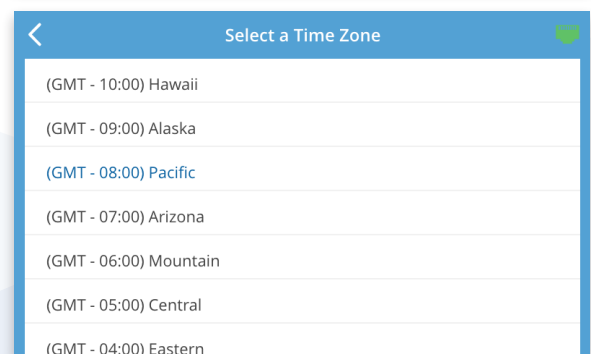 Select a Time Zone
(GMT - 10:00) Hawaii
(GMT - 09:00) Alaska
(GMT - 08:00) Pacific
(GMT - 07:00) Arizona
(GMT - 06:00) Mountain
(GMT - 05:00) Central
(GMT - 04:00) Eastern